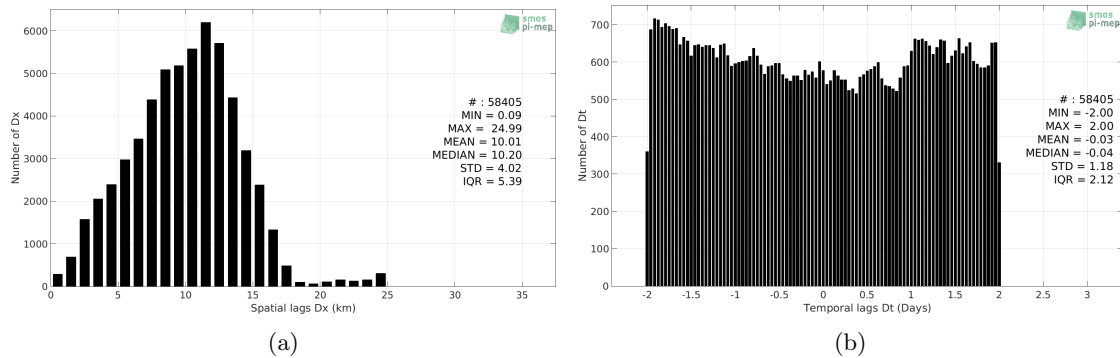 6000
5000
4000
3000
2000
1000
0
Number of Dx
0 5 10 15 20 25 30 35
Spatial lags Dx (km)
smos
pi-mep
# : 58405
MIN = 0.09
MAX = 24.99
MEAN = 10.01
MEDIAN = 10.20
STD = 4.02
IQR = 5.39
(a)
700
600
500
400
300
200
100
0
Number of Dt
-2 -1.5 -1 -0.5 0 0.5 1 1.5 2 2.5 3
Temporal lags Dt (Days)
smos
pi-mep
# : 58405
MIN = -2.00
MAX = 2.00
MEAN = -0.03
MEDIAN = -0.04
STD = 1.18
IQR = 2.12
(b)